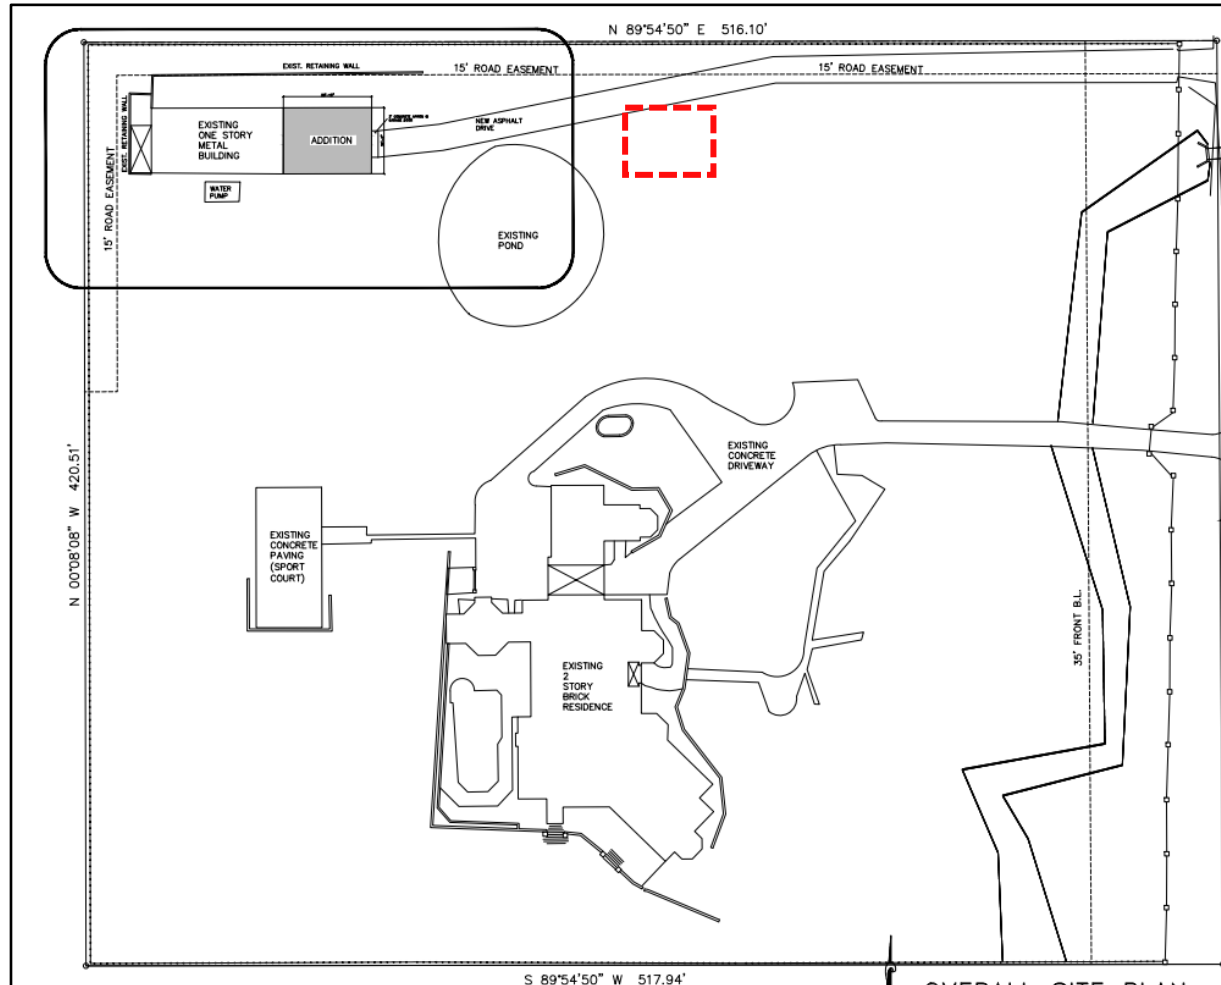 N 89°54'50" E 516.10'
EXIST. RETAINING WALL
15' ROAD EASEMENT
15' ROAD EASEMENT
EXIST. RETAINING WALL
EXISTING
ONE STORY
METAL
BUILDING
ADDITION
NEW ASPHALT
DRIVE
WATER
PUMP
15' ROAD EASEMENT
EXISTING
POND
N 00°08'08" W 420.51'
EXISTING
CONCRETE
DRIVEWAY
EXISTING
CONCRETE
PAVING
(SPORT
COURT)
35' FRONT B.L.
EXISTING
2
STORY
BRICK
RESIDENCE
S 89°54'50" W 517.94'
OVERALL SITE PLAN